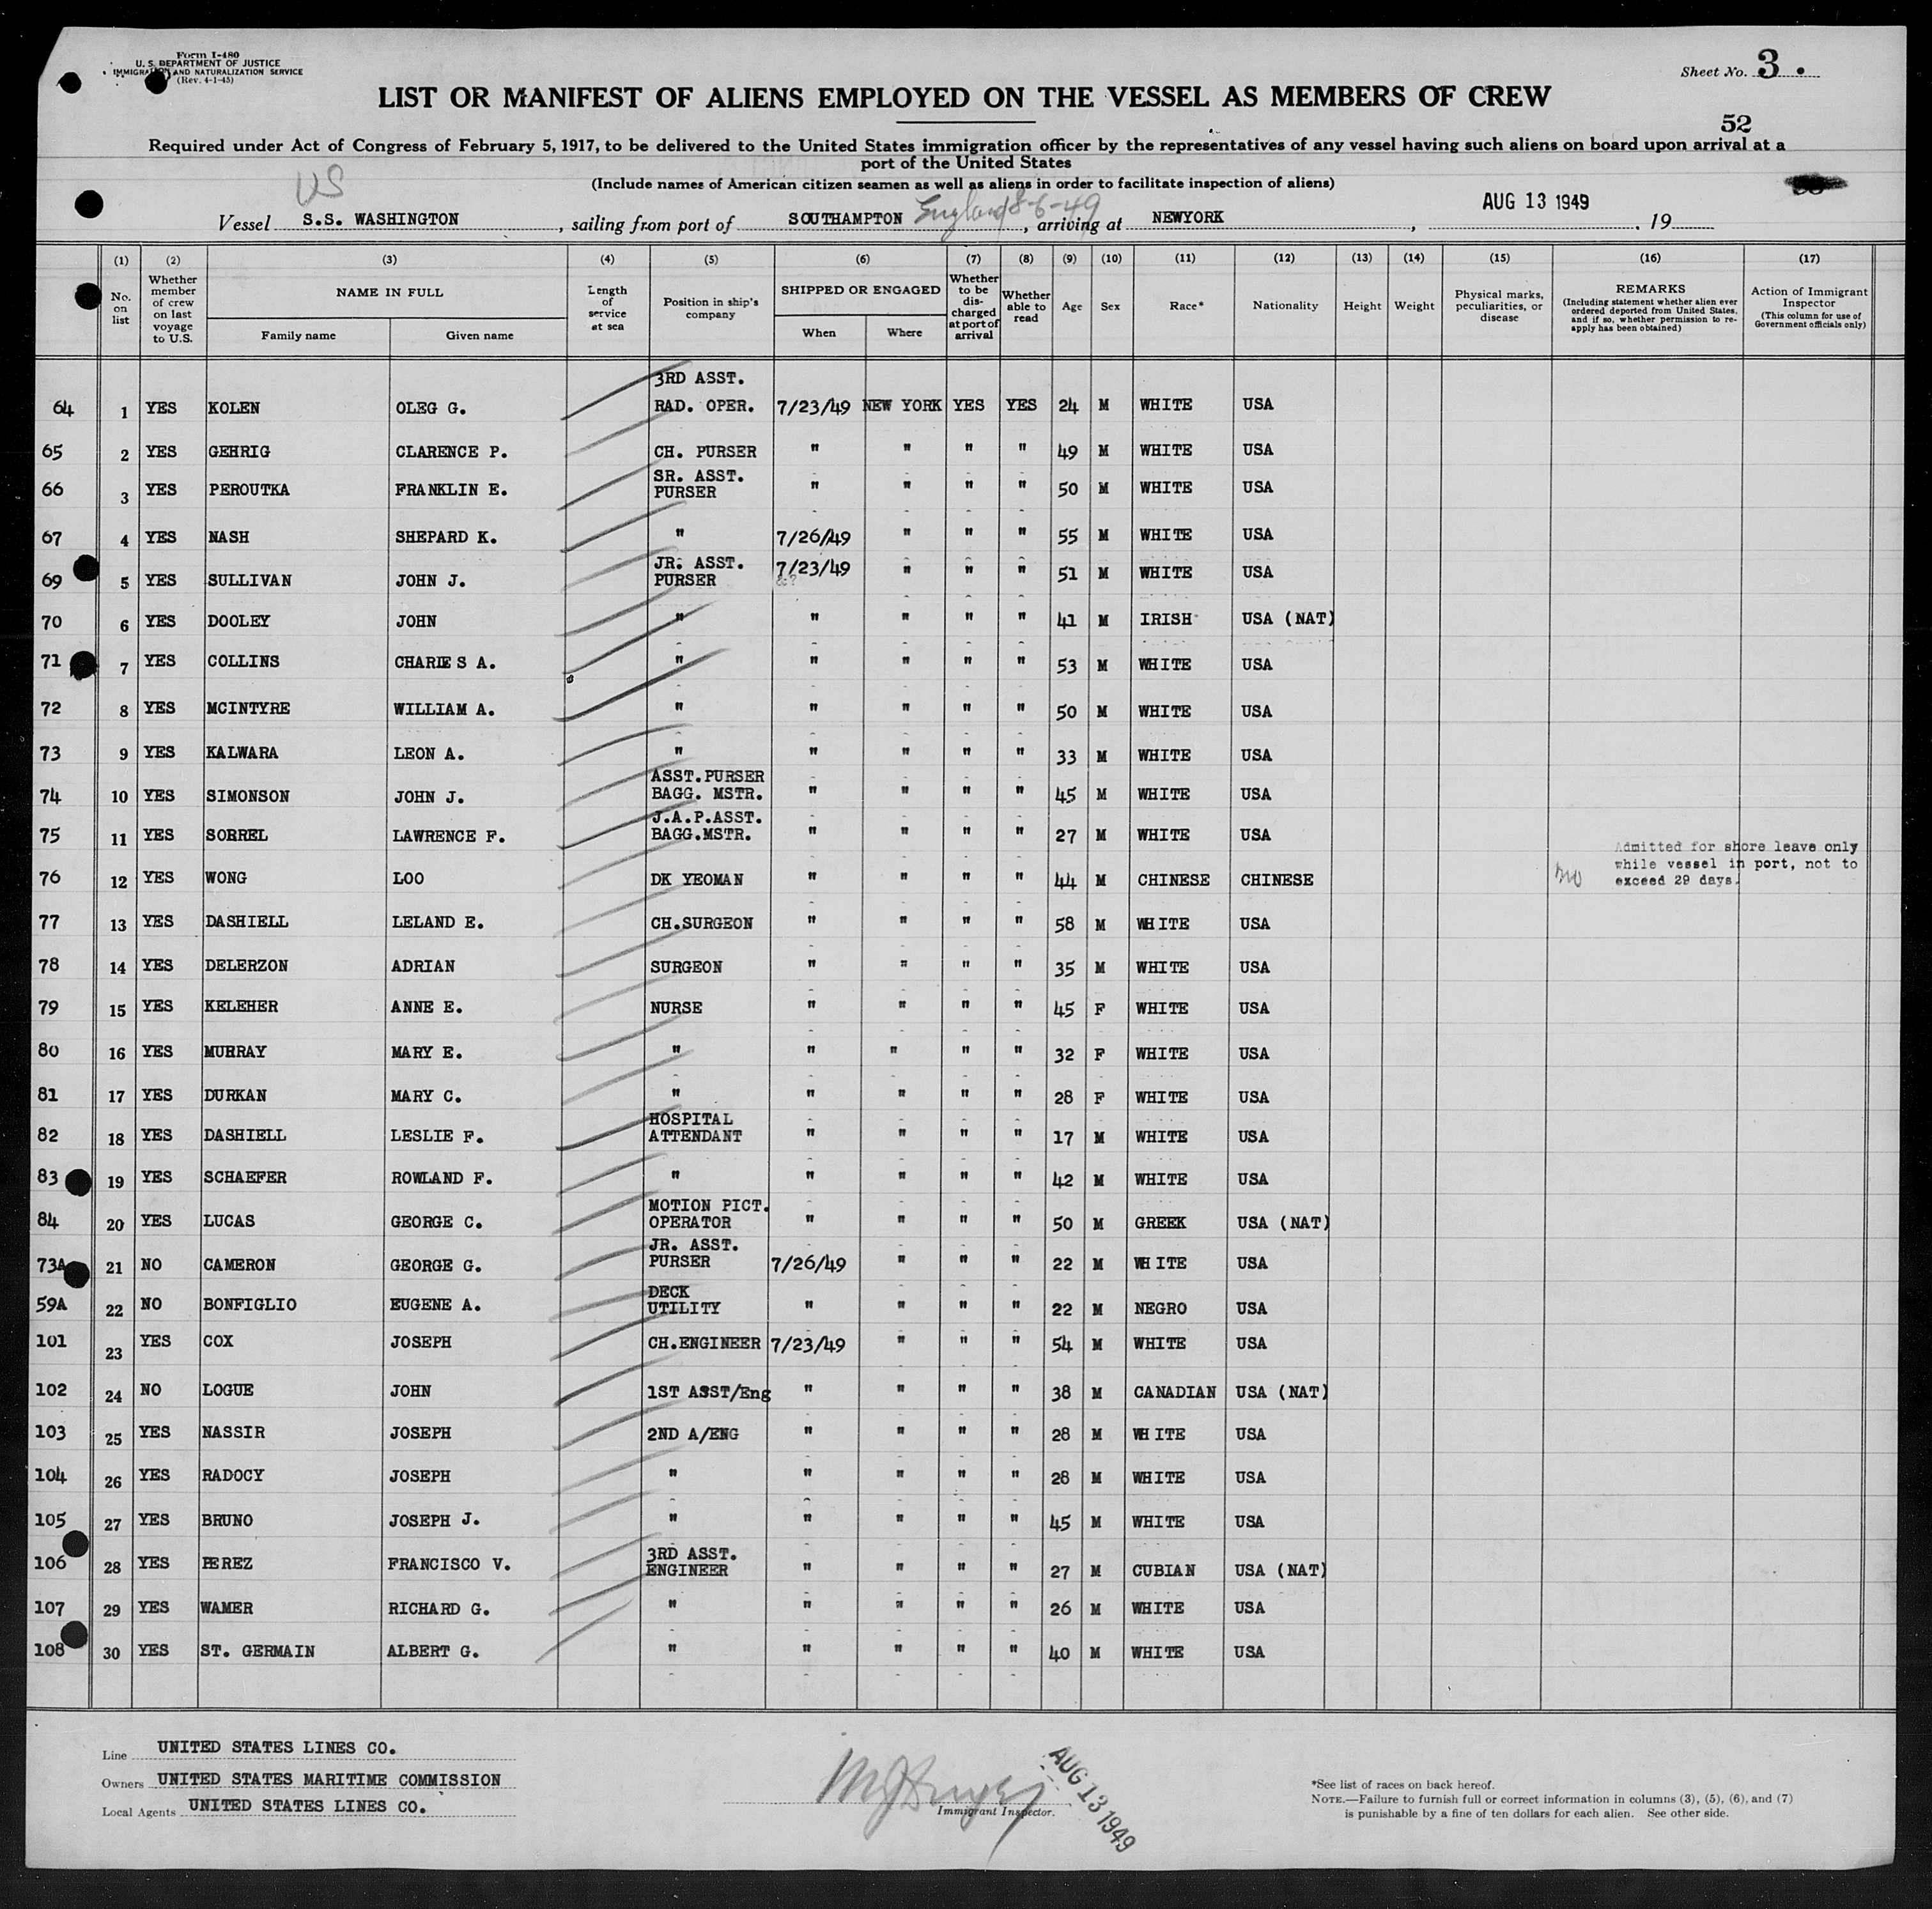 Form I-480
U. S. DEPARTMENT OF JUSTICE
IMMIGRATION AND NATURALIZATION SERVICE
(Rev. 4-1-45)
Sheet No. 3.
LIST OR MANIFEST OF ALIENS EMPLOYED ON THE VESSEL AS MEMBERS OF CREW
52
Required under Act of Congress of February 5, 1917, to be delivered to the United States immigration officer by the representatives of any vessel having such aliens on board upon arrival at a
port of the United States
(Include names of American citizen seamen as well as aliens in order to facilitate inspection of aliens)
US
Vessel S.S. WASHINGTON, sailing from port of SOUTHAMPTON England 8-6-49, arriving at NEWYORK, AUG 13 1949, 19
(1) (2) (3) (4) (5) (6) (7) (8) (9) (10) (11) (12) (13) (14) (15) (16) (17)
No. on list
Whether member of crew on last voyage to U.S.
NAME IN FULL
Family name Given name
Length of service at sea
Position in ship's company
SHIPPED OR ENGAGED
When Where
Whether to be discharged at port of arrival
Whether able to read
Age Sex Race* Nationality Height Weight
Physical marks, peculiarities, or disease
REMARKS
(Including statement whether alien ever ordered deported from United States, and if so, whether permission to reapply has been obtained)
Action of Immigrant Inspector
(This column for use of Government officials only)
64 1 YES KOLEN OLEG G. 3RD ASST. RAD. OPER. 7/23/49 NEW YORK YES YES 24 M WHITE USA
65 2 YES GEHRIG CLARENCE P. CH. PURSER " " " " 49 M WHITE USA
66 3 YES PEROUTKA FRANKLIN E. SR. ASST. PURSER " " " " 50 M WHITE USA
67 4 YES NASH SHEPARD K. " 7/26/49 " " " 55 M WHITE USA
69 5 YES SULLIVAN JOHN J. JR. ASST. PURSER 7/23/49 " " " 51 M WHITE USA
70 6 YES DOOLEY JOHN " " " " " 41 M IRISH USA (NAT)
71 7 YES COLLINS CHARLES A. " " " " " 53 M WHITE USA
72 8 YES MCINTYRE WILLIAM A. " " " " " 50 M WHITE USA
73 9 YES KALWARA LEON A. " " " " " 33 M WHITE USA
74 10 YES SIMONSON JOHN J. ASST.PURSER BAGG. MSTR. " " " " 45 M WHITE USA
75 11 YES SORREL LAWRENCE F. J.A.P.ASST. BAGG.MSTR. " " " " 27 M WHITE USA
76 12 YES WONG LOO DK YEOMAN " " " " 44 M CHINESE CHINESE Admitted for shore leave only while vessel in port, not to exceed 29 days.
77 13 YES DASHIELL LELAND E. CH.SURGEON " " " " 58 M WHITE USA
78 14 YES DELERZON ADRIAN SURGEON " " " " 35 M WHITE USA
79 15 YES KELEHER ANNE E. NURSE " " " " 45 F WHITE USA
80 16 YES MURRAY MARY E. " " " " " 32 F WHITE USA
81 17 YES DURKAN MARY C. " " " " " 28 F WHITE USA
82 18 YES DASHIELL LESLIE F. HOSPITAL ATTENDANT " " " " 17 M WHITE USA
83 19 YES SCHAEFER ROWLAND F. " " " " " 42 M WHITE USA
84 20 YES LUCAS GEORGE C. MOTION PICT. OPERATOR " " " " 50 M GREEK USA (NAT)
73A 21 NO CAMERON GEORGE G. JR. ASST. PURSER 7/26/49 " " " 22 M WHITE USA
59A 22 NO BONFIGLIO EUGENE A. DECK UTILITY " " " " 22 M NEGRO USA
101 23 YES COX JOSEPH CH.ENGINEER 7/23/49 " " " 54 M WHITE USA
102 24 NO LOGUE JOHN 1ST ASST/Eng " " " " 38 M CANADIAN USA (NAT)
103 25 YES NASSIR JOSEPH 2ND A/ENG " " " " 28 M WHITE USA
104 26 YES RADOCY JOSEPH " " " " " 28 M WHITE USA
105 27 YES BRUNO JOSEPH J. " " " " " 45 M WHITE USA
106 28 YES PEREZ FRANCISCO V. 3RD ASST. ENGINEER " " " " 27 M CUBIAN USA (NAT)
107 29 YES WAMER RICHARD G. " " " " " 26 M WHITE USA
108 30 YES ST. GERMAIN ALBERT G. " " " " " 40 M WHITE USA
Line UNITED STATES LINES CO.
Owners UNITED STATES MARITIME COMMISSION
Local Agents UNITED STATES LINES CO.
Immigrant Inspector.
AUG 13 1949
*See list of races on back hereof.
NOTE.—Failure to furnish full or correct information in columns (3), (5), (6), and (7)
is punishable by a fine of ten dollars for each alien. See other side.